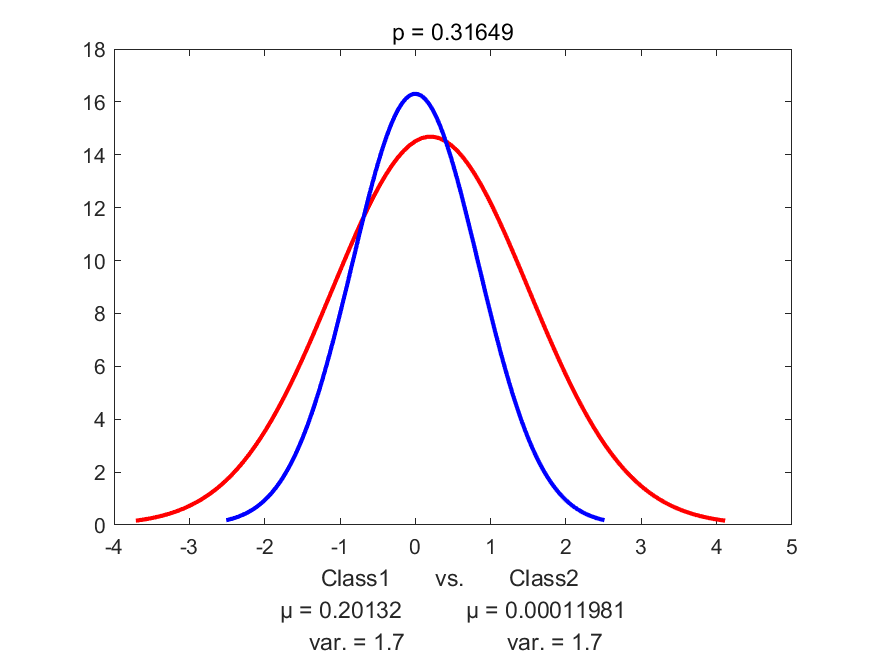 p = 0.31649
18
16
14
12
10
8
6
4
2
0
-4 -3 -2 -1 0 1 2 3 4 5
Class1 vs. Class2
μ = 0.20132 μ = 0.00011981
var. = 1.7 var. = 1.7